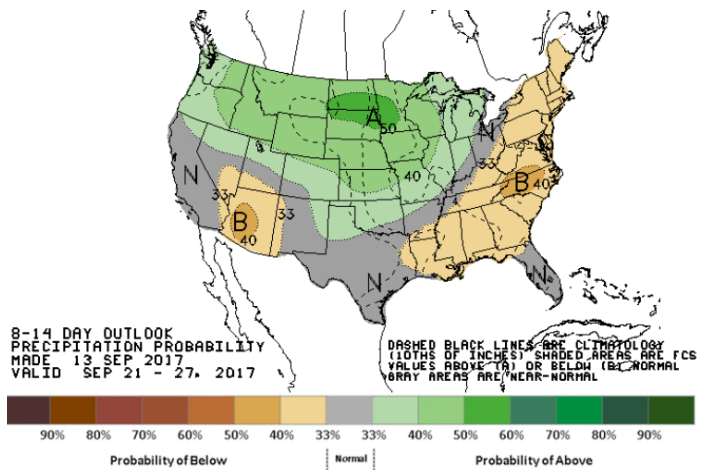 A
50
N
40
33
N
33
B
40
33
B
40
N
N
8-14 DAY OUTLOOK
PRECIPITATION PROBABILITY
MADE 13 SEP 2017
VALID SEP 21 - 27, 2017
DASHED BLACK LINES ARE CLIMATOLOGY
(10THS OF INCHES) SHADED AREAS ARE FCS
VALUES ABOVE (A) OR BELOW (B) NORMAL
GRAY AREAS ARE NEAR-NORMAL
90% 80% 70% 60% 50% 40% 33% 33% 40% 50% 60% 70% 80% 90%
Probability of Below Normal Probability of Above